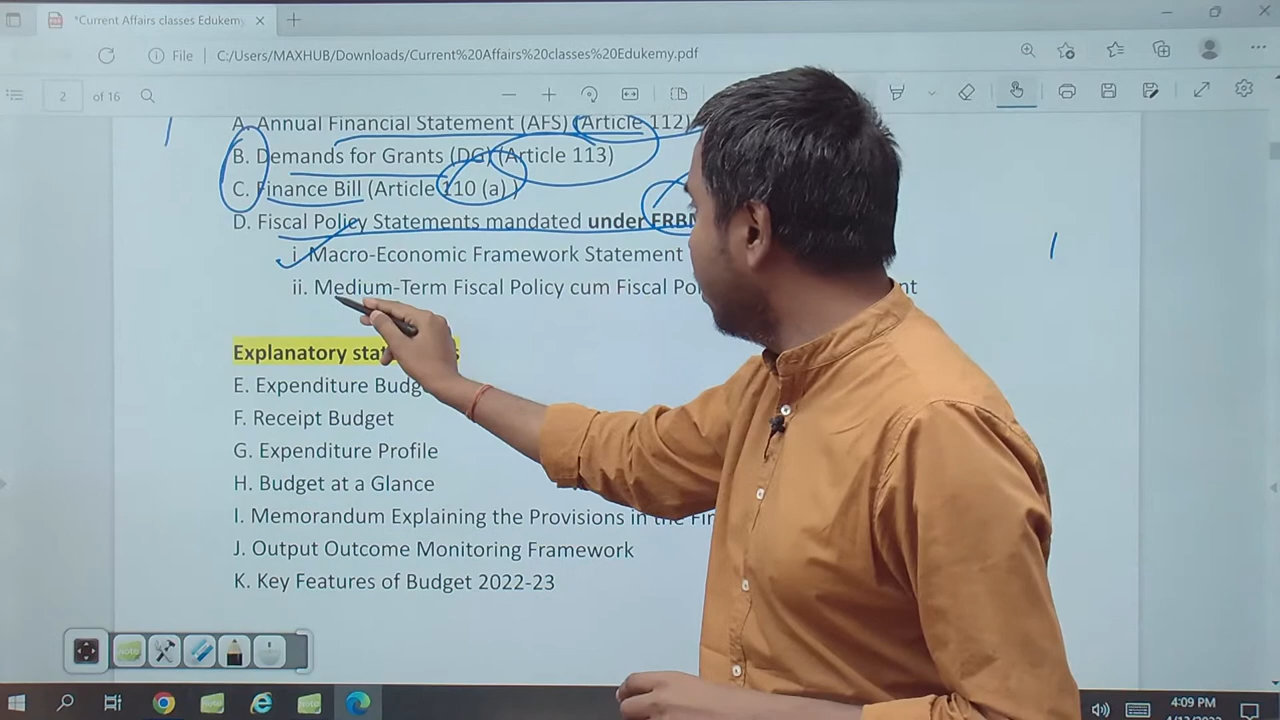 *Current Affairs classes Edukemy
File
C:/Users/MAXHUB/Downloads/Current%20Affairs%20classes%20Edukemy.pdf
2 of 16
A. Annual Financial Statement (AFS) (Article 112)
B. Demands for Grants (DG) (Article 113)
C. Finance Bill (Article 110 (a) )
D. Fiscal Policy Statements mandated under FRBM
i. Macro-Economic Framework Statement
ii. Medium-Term Fiscal Policy cum Fiscal
Explanatory
E. Expenditure
F. Receipt Budget
G. Expenditure Profile
H. Budget at a Glance
I. Memorandum Explaining the Provisions in the
J. Output Outcome Monitoring Framework
K. Key Features of Budget 2022-23
note
4:09 PM